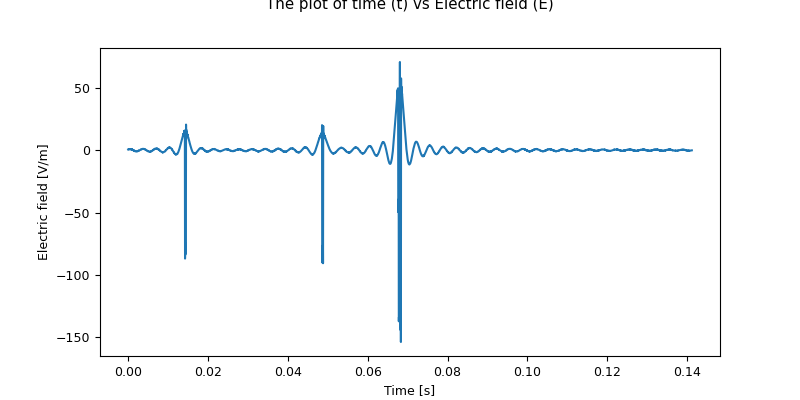 The plot of time (t) vs Electric field (E)
50
0
−50
−100
−150
Electric field [V/m]
0.00 0.02 0.04 0.06 0.08 0.10 0.12 0.14
Time [s]